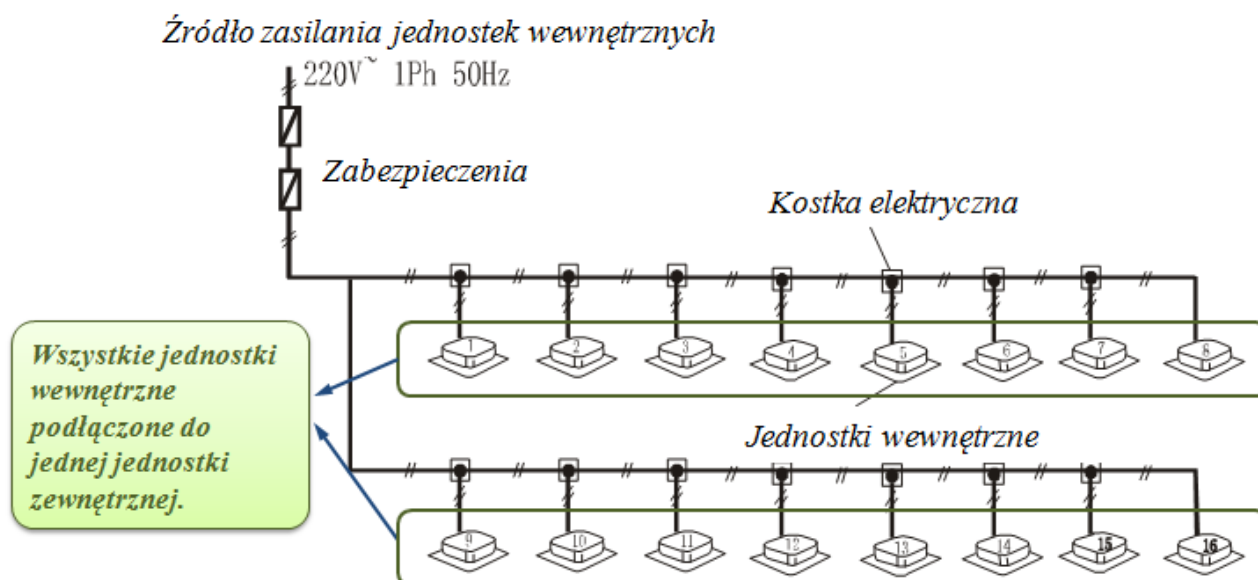 Źródło zasilania jednostek wewnętrznych
220V~ 1Ph 50Hz
Zabezpieczenia
Kostka elektryczna
1 2 3 4 5 6 7 8
Wszystkie jednostki
wewnętrzne
podłączone do
jednej jednostki
zewnętrznej.
Jednostki wewnętrzne
9 10 11 12 13 14 15 16